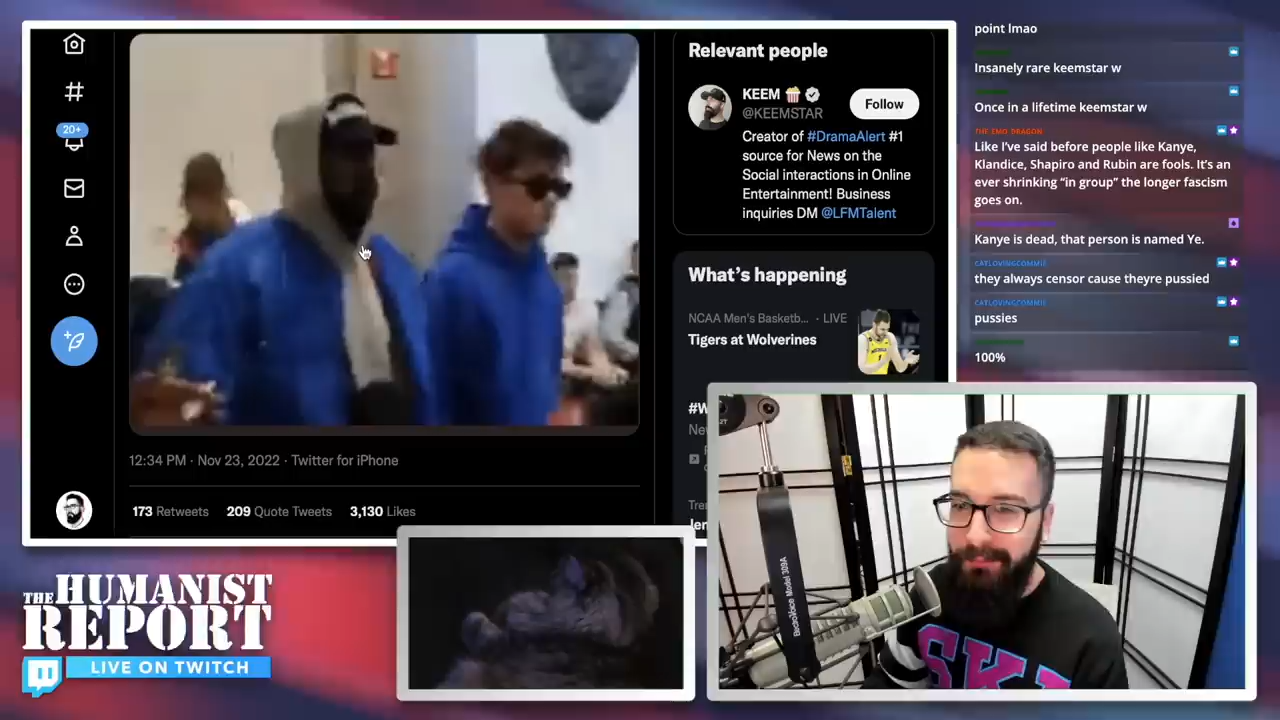 20+
Relevant people
KEEM
@KEEMSTAR
Follow
Creator of #DramaAlert #1
source for News on the
Social interactions in Online
Entertainment! Business
inquiries DM @LFMTalent
What's happening
NCAA Men's Basketb... · LIVE
Tigers at Wolverines
#W
12:34 PM · Nov 23, 2022 · Twitter for iPhone
173 Retweets 209 Quote Tweets 3,130 Likes
point lmao
Insanely rare keemstar w
Once in a lifetime keemstar w
THE EMO DRAGON
Like I've said before people like Kanye,
Klandice, Shapiro and Rubin are fools. It's an
ever shrinking “in group” the longer fascism
goes on.
Kanye is dead, that person is named Ye.
CATLOVINGCOMMIE
they always censor cause theyre pussied
CATLOVINGCOMMIE
pussies
100%
THE HUMANIST
REPORT
LIVE ON TWITCH